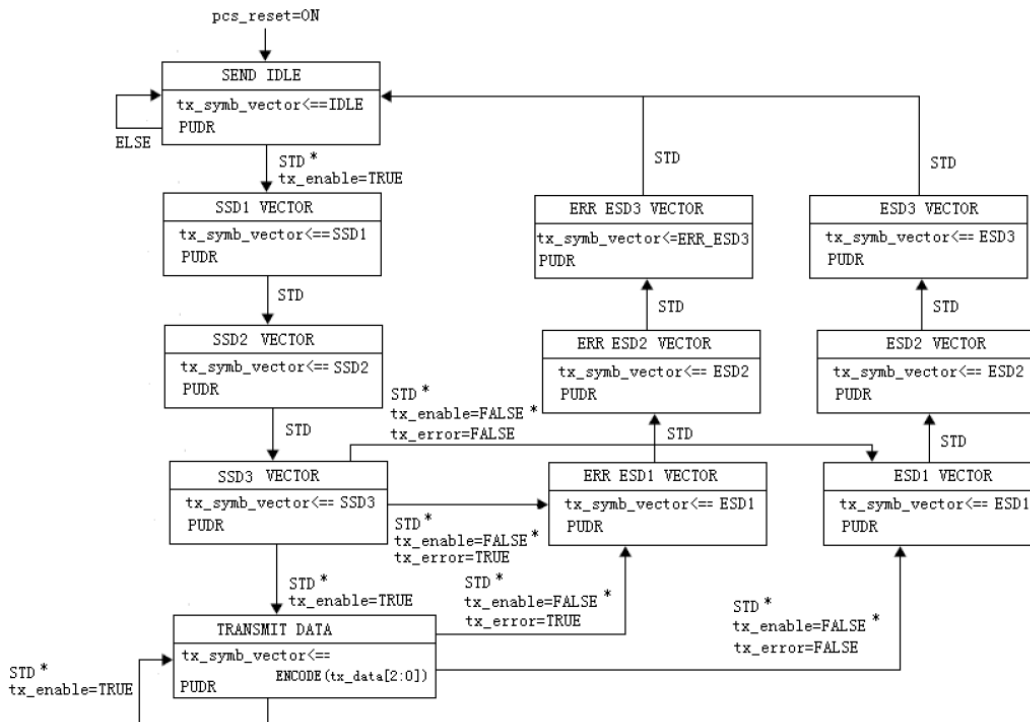 pcs_reset=ON
SEND IDLE
tx_symb_vector<==IDLE
PUDR
ELSE
STD*
tx_enable=TRUE
STD
STD
SSD1 VECTOR
tx_symb_vector<==SSD1
PUDR
ERR ESD3 VECTOR
tx_symb_vector<=ERR_ESD3
PUDR
ESD3 VECTOR
tx_symb_vector<== ESD3
PUDR
STD
STD
STD
SSD2 VECTOR
tx_symb_vector<== SSD2
PUDR
ERR ESD2 VECTOR
tx_symb_vector<== ESD2
PUDR
ESD2 VECTOR
tx_symb_vector<== ESD2
PUDR
STD
STD*
tx_enable=FALSE*
tx_error=FALSE
STD
STD
SSD3 VECTOR
tx_symb_vector<== SSD3
PUDR
ERR ESD1 VECTOR
tx_symb_vector<== ESD1
PUDR
ESD1 VECTOR
tx_symb_vector<== ESD1
PUDR
STD*
tx_enable=FALSE*
tx_error=TRUE
STD*
tx_enable=TRUE
STD*
tx_enable=FALSE*
tx_error=TRUE
STD*
tx_enable=FALSE*
tx_error=FALSE
TRANSMIT DATA
tx_symb_vector<==
ENCODE(tx_data[2:0])
PUDR
STD*
tx_enable=TRUE